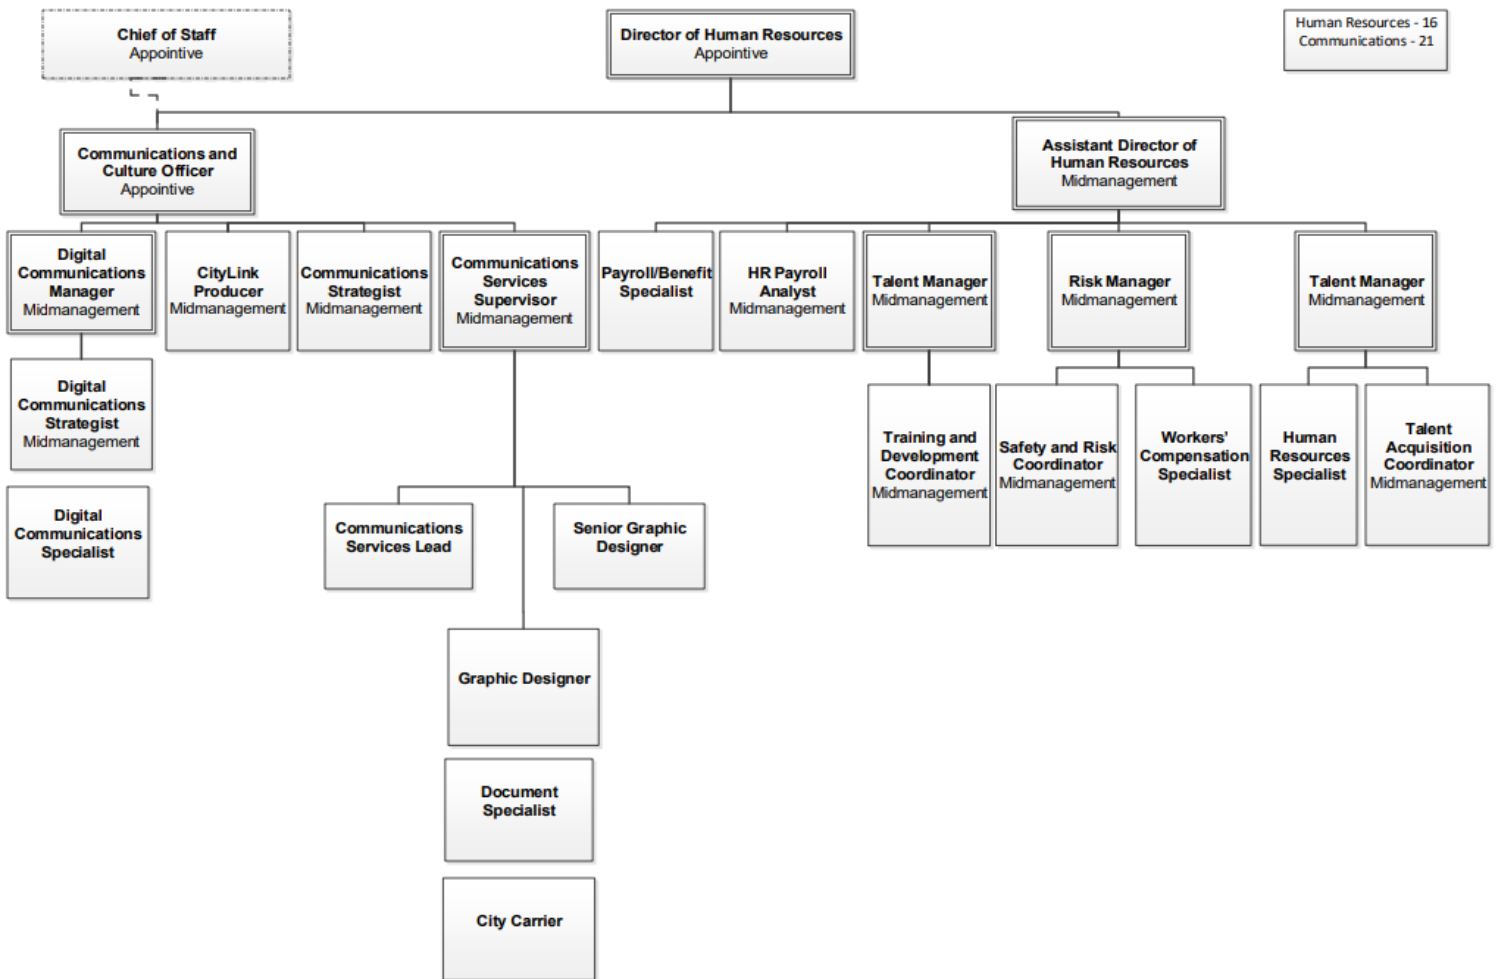 Chief of Staff
Appointive
Director of Human Resources
Appointive
Human Resources - 16
Communications - 21
Communications and
Culture Officer
Appointive
Assistant Director of
Human Resources
Midmanagement
Digital
Communications
Manager
Midmanagement
CityLink
Producer
Midmanagement
Communications
Strategist
Midmanagement
Communications
Services
Supervisor
Midmanagement
Payroll/Benefit
Specialist
HR Payroll
Analyst
Midmanagement
Talent Manager
Midmanagement
Risk Manager
Midmanagement
Talent Manager
Midmanagement
Digital
Communications
Strategist
Midmanagement
Training and
Development
Coordinator
Midmanagement
Safety and Risk
Coordinator
Midmanagement
Workers'
Compensation
Specialist
Human
Resources
Specialist
Talent
Acquisition
Coordinator
Midmanagement
Digital
Communications
Specialist
Communications
Services Lead
Senior Graphic
Designer
Graphic Designer
Document
Specialist
City Carrier